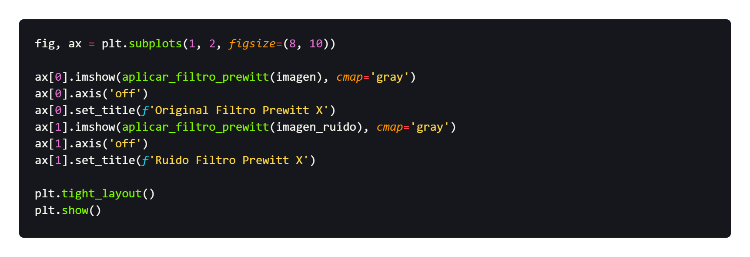 fig, ax = plt.subplots(1, 2, figsize=(8, 10))
ax[0].imshow(aplicar_filtro_prewitt(imagen), cmap='gray')
ax[0].axis('off')
ax[0].set_title(f'Original Filtro Prewitt X')
ax[1].imshow(aplicar_filtro_prewitt(imagen_ruido), cmap='gray')
ax[1].axis('off')
ax[1].set_title(f'Ruido Filtro Prewitt X')
plt.tight_layout()
plt.show()